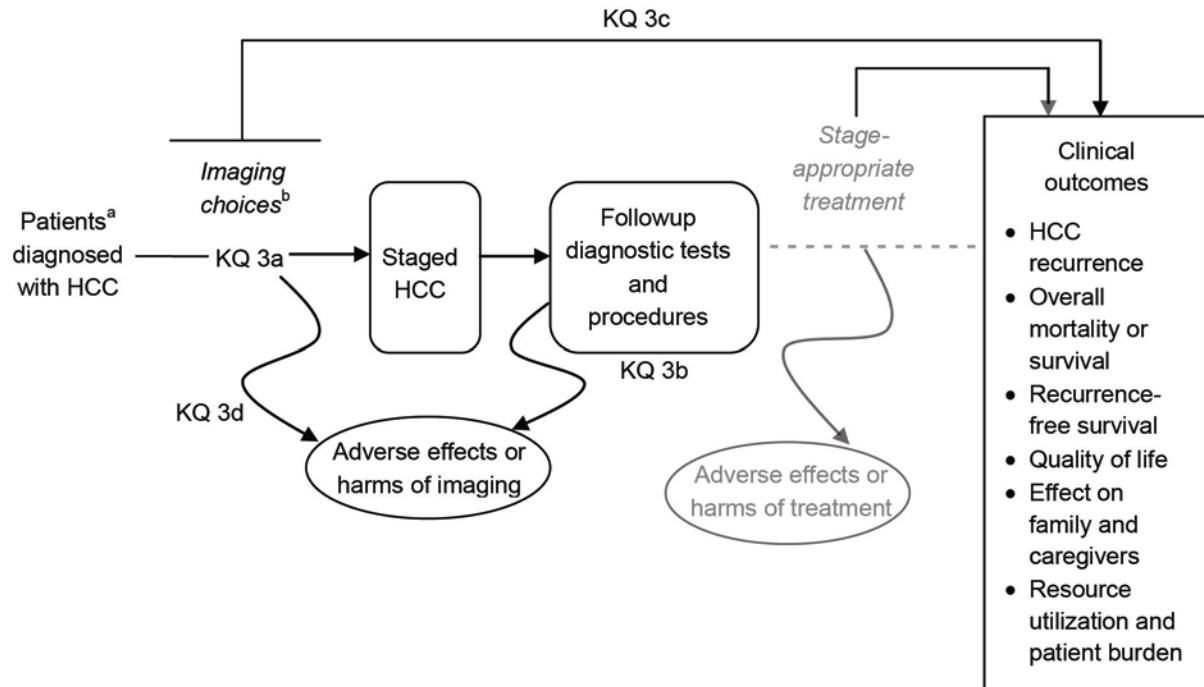 KQ 3c
Imaging
choices^b
Patients^a
diagnosed
with HCC
KQ 3a
Staged
HCC
Followup
diagnostic tests
and
procedures
KQ 3b
KQ 3d
Adverse effects or
harms of imaging
Stage-
appropriate
treatment
Adverse effects or
harms of treatment
Clinical
outcomes
• HCC
recurrence
• Overall
mortality or
survival
• Recurrence-
free survival
• Quality of life
• Effect on
family and
caregivers
• Resource
utilization and
patient burden